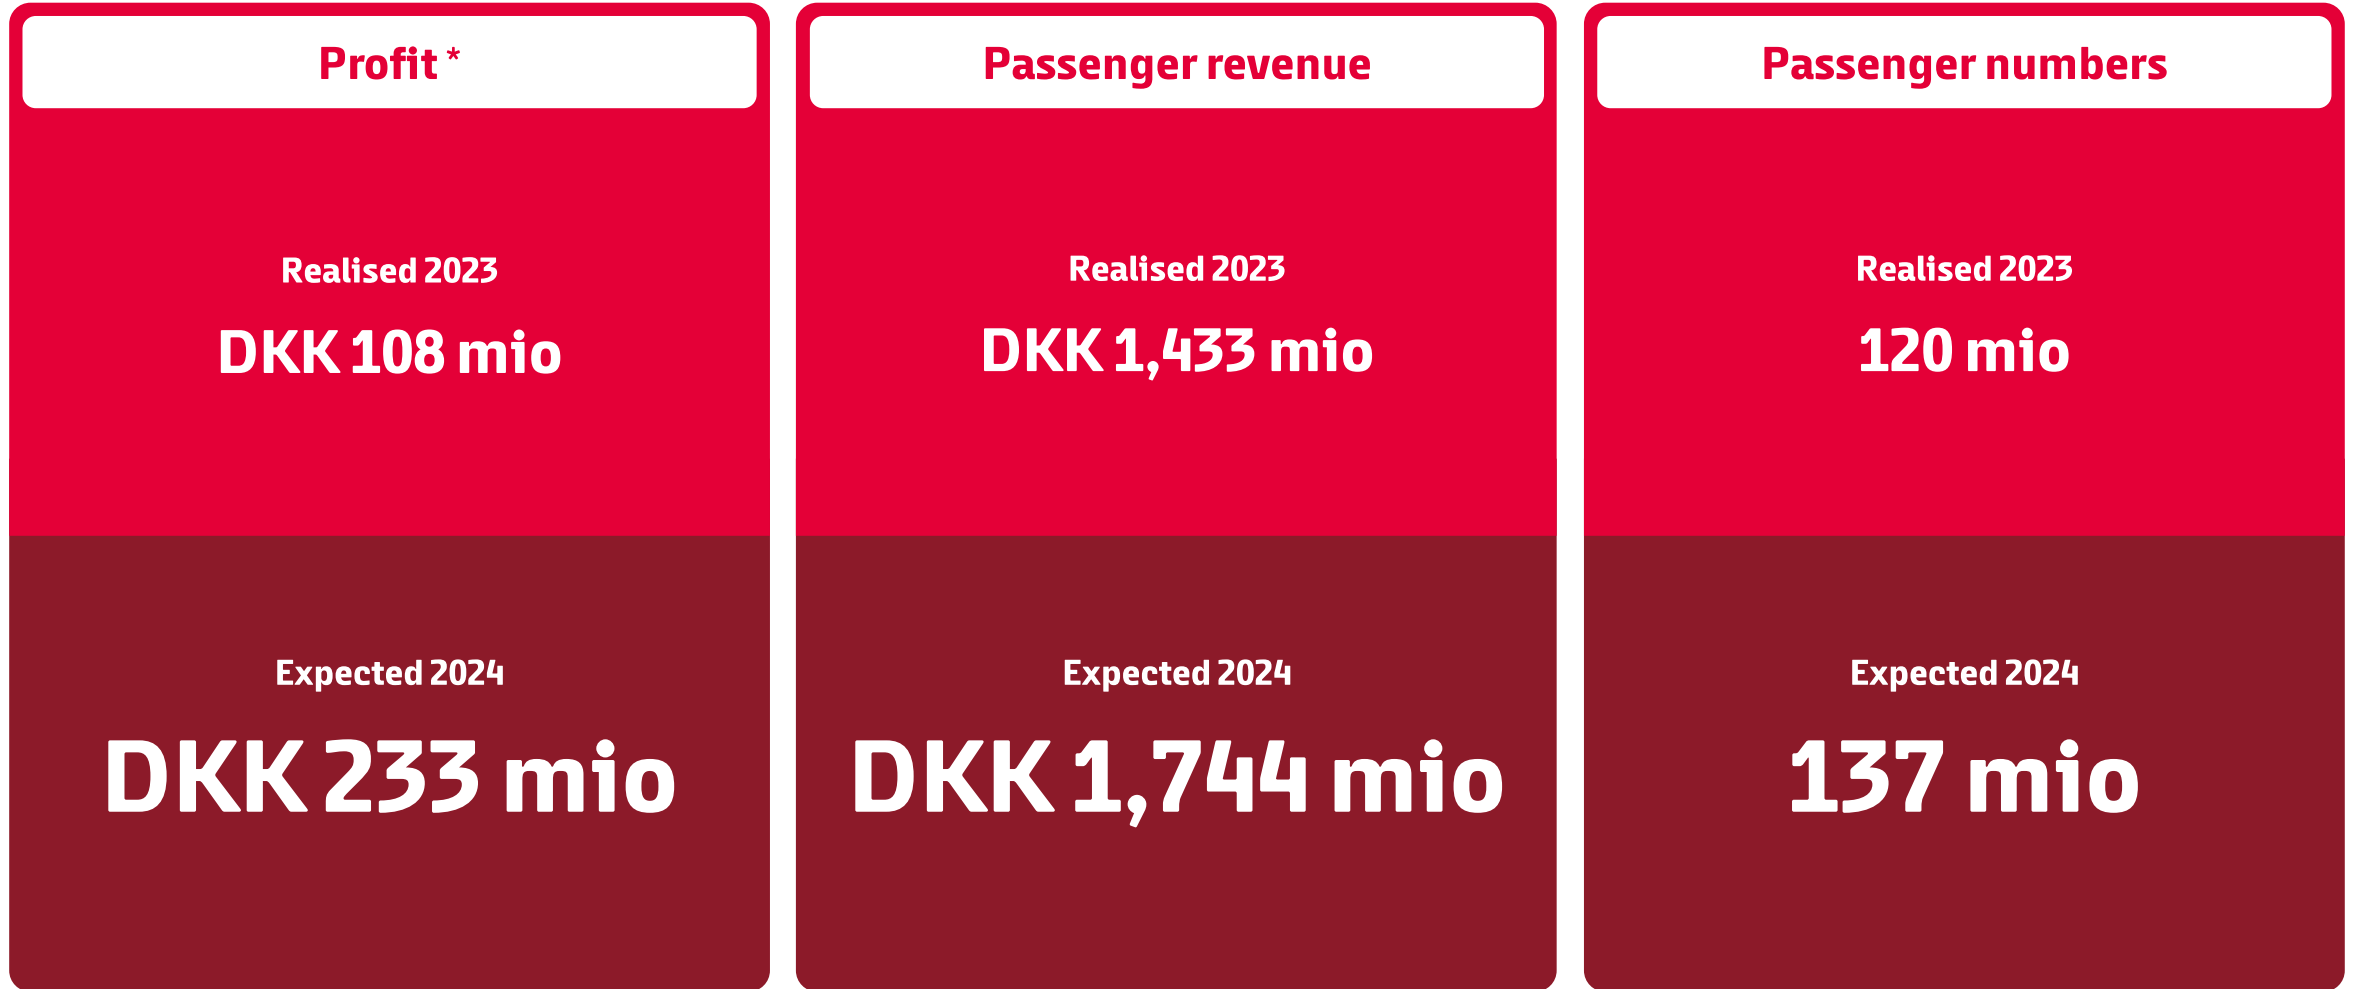 Profit *
Realised 2023
DKK 108 mio
Expected 2024
DKK 233 mio
Passenger revenue
Realised 2023
DKK 1,433 mio
Expected 2024
DKK 1,744 mio
Passenger numbers
Realised 2023
120 mio
Expected 2024
137 mio